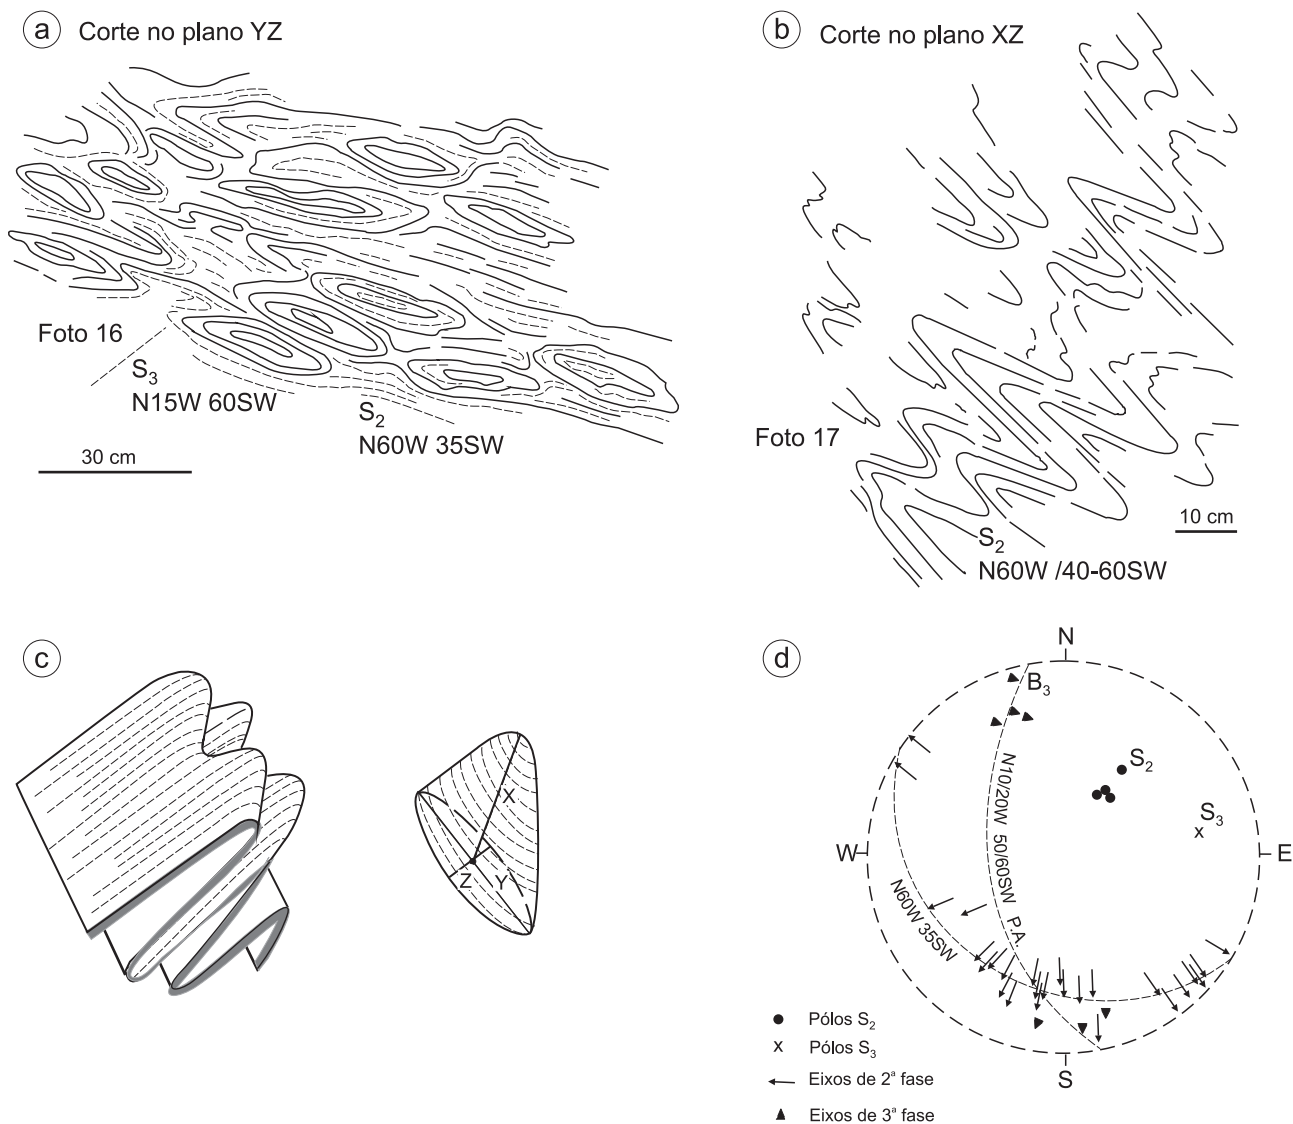 a Corte no plano YZ
b Corte no plano XZ
Foto 16
S3
N15W 60SW
S2
N60W 35SW
30 cm
Foto 17
10 cm
S2
N60W /40-60SW
c
X
Z
Y
d
N
B3
S2
S3
N10/20W 50/60SW P.A
W
E
N60W 35SW
S
Pólos S2
x Pólos S3
Eixos de 2ª fase
Eixos de 3ª fase